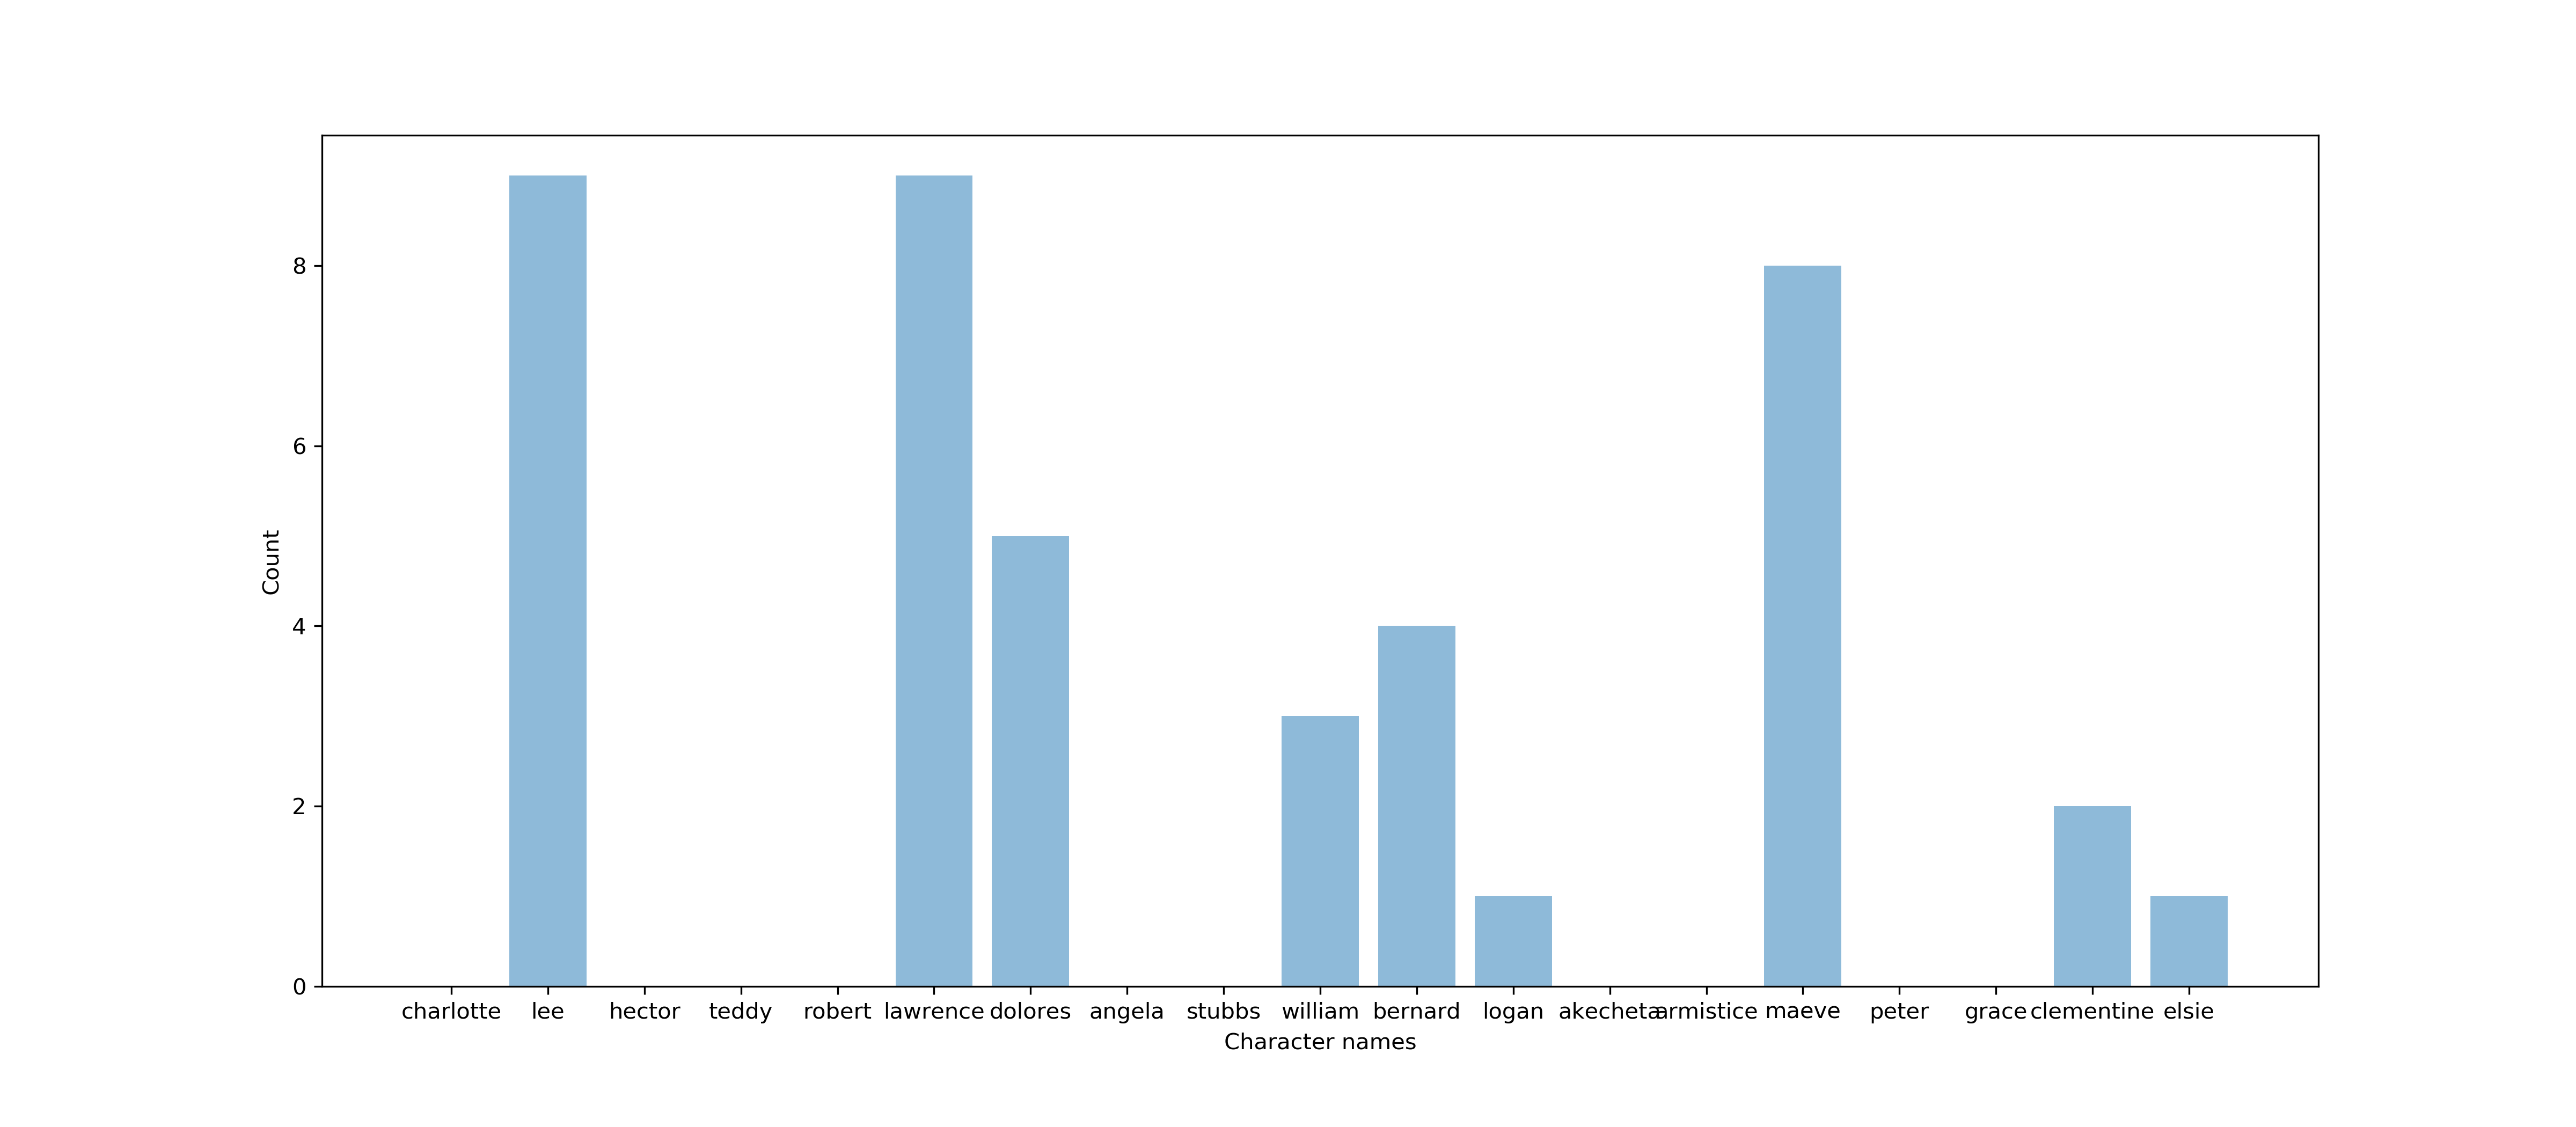 8
6
4
2
0
Count
charlotte lee hector teddy robert lawrence dolores angela stubbs william bernard logan akecheta armistice maeve peter grace clementine elsie
Character names